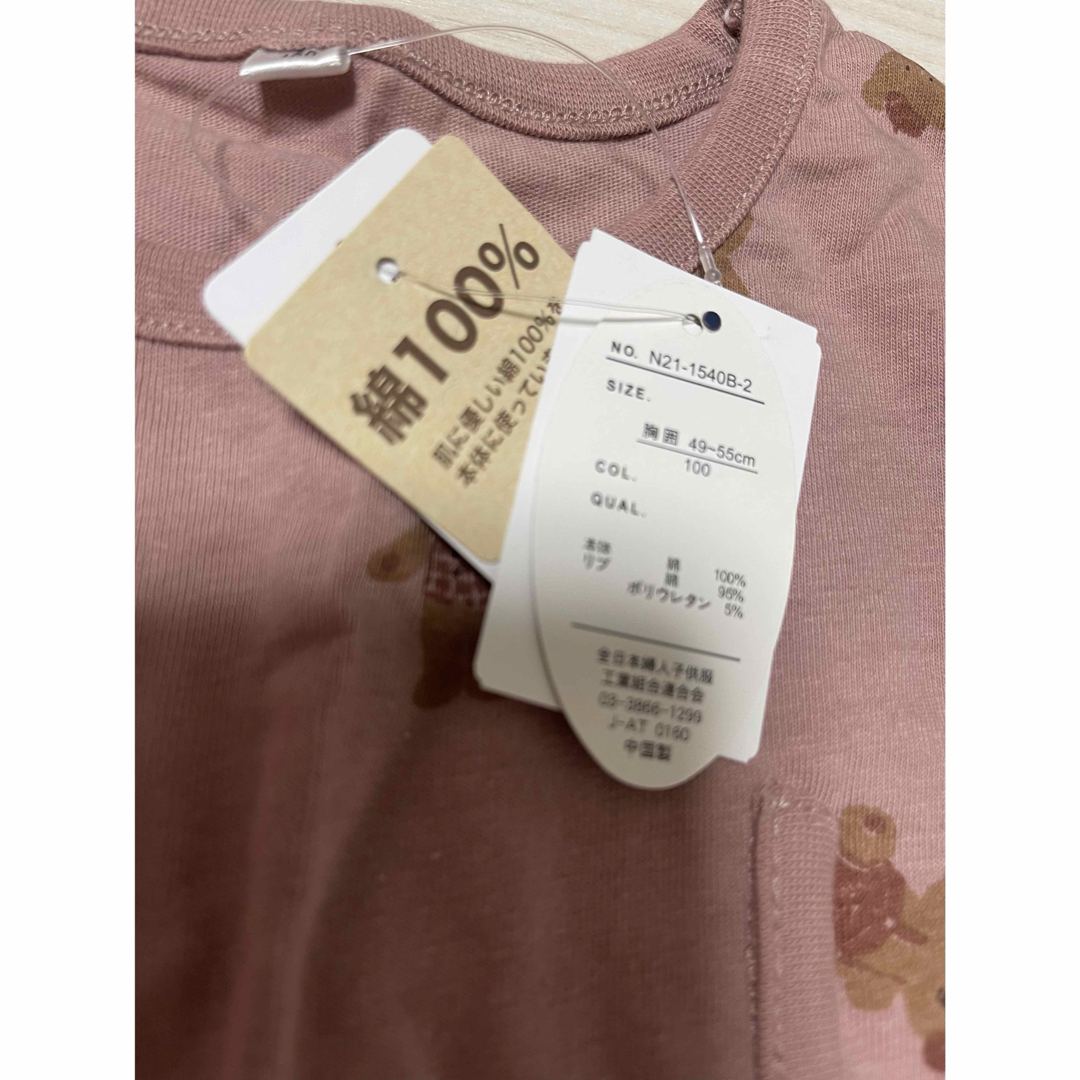 綿100%
肌に優しい綿100%を
本体に使ってい
NO. N21-1540B-2
SIZE.
胸囲 49~55cm
100
COL.
QUAL.
本体 綿 100%
リブ 綿 95%
ポリウレタン 5%
全日本婦人子供服
工業組合連合会
03-3866-1299
J-AT 0160
中国製